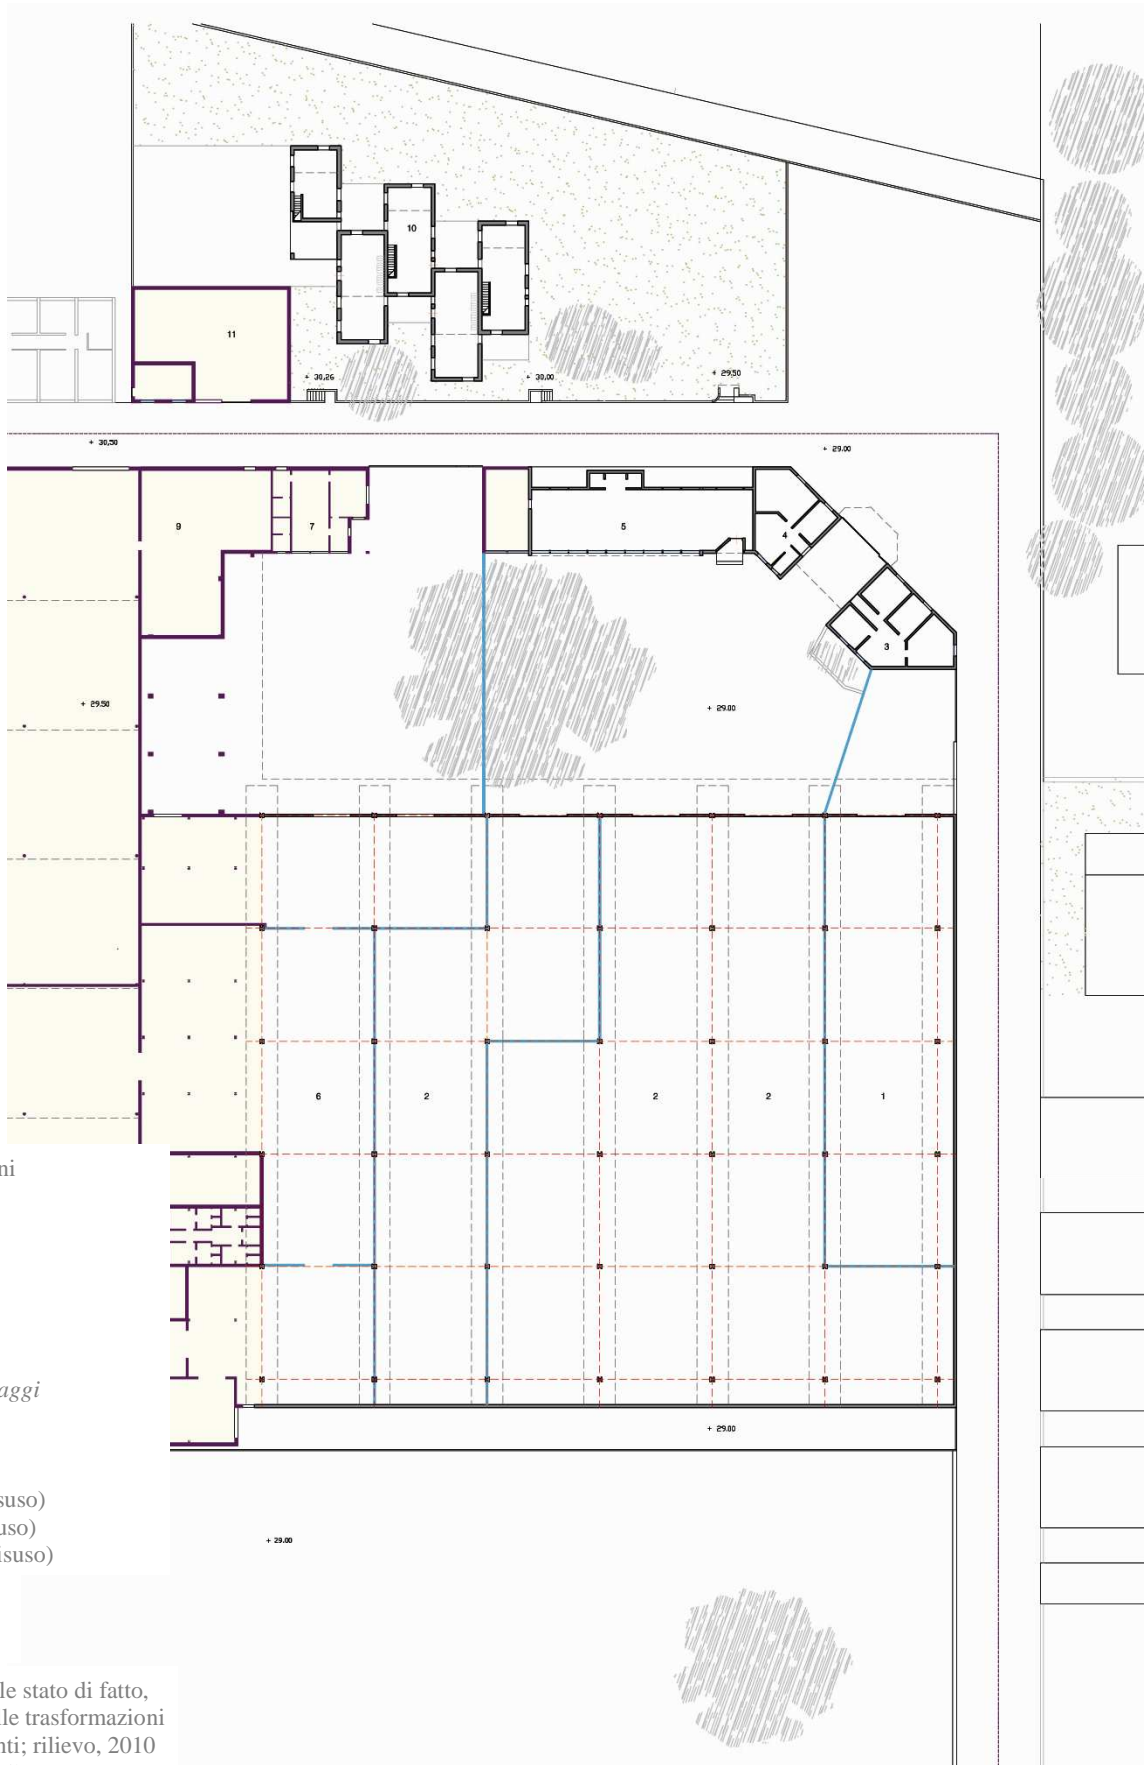 10
11
+ 30,26
+ 30,00
+ 29,50
+ 30,50
+ 29.00
9
7
5
4
3
+ 29.50
+ 29.00
6
2
2
2
1
ni
aggi
+ 29.00
suso)
uso)
isuso)
+ 29.00
le stato di fatto,
lle trasformazioni
nti; rilievo, 2010